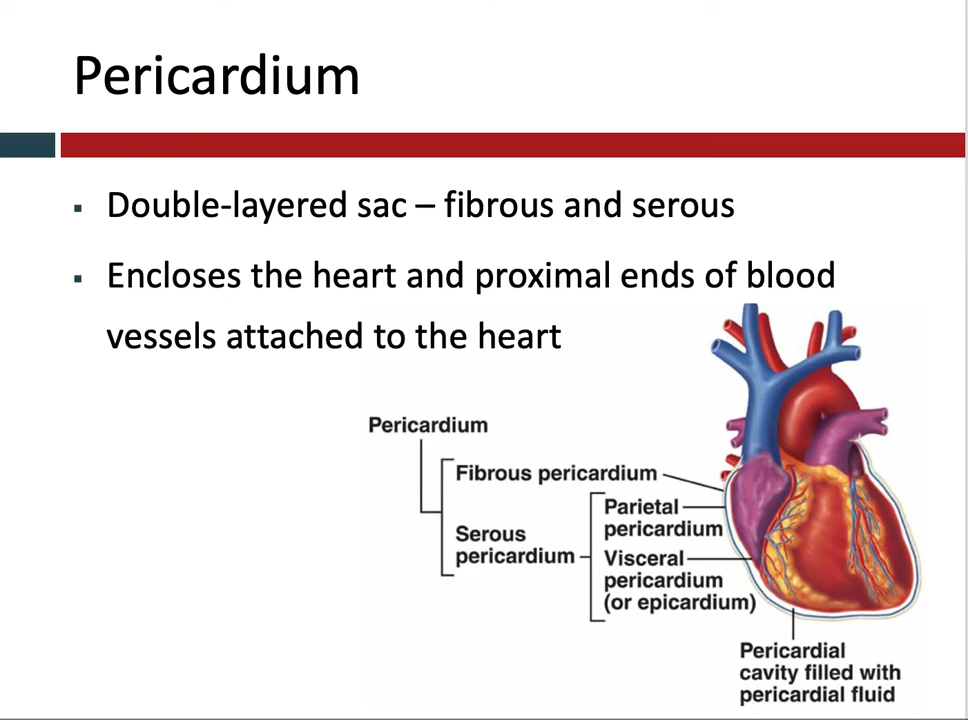 Pericardium
▪ Double-layered sac – fibrous and serous
▪ Encloses the heart and proximal ends of blood
vessels attached to the heart
Pericardium
Fibrous pericardium
Serous
pericardium
Parietal
pericardium
Visceral
pericardium
(or epicardium)
Pericardial
cavity filled with
pericardial fluid